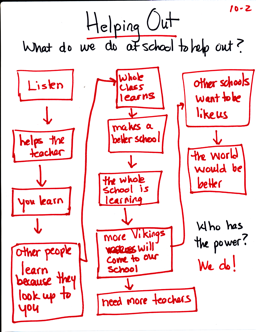 10-2
Helping Out
What do we do at school to help out?
Listen
helps the
teacher
you learn
other people
learn
because they
look up to
you
Whole
class
learns
makes a
better school
the whole
school is
learning
more Vikings
will
come to our
school
need more teachers
other schools
want to be
like us
the world
would be
better
Who has
the power?
We do!